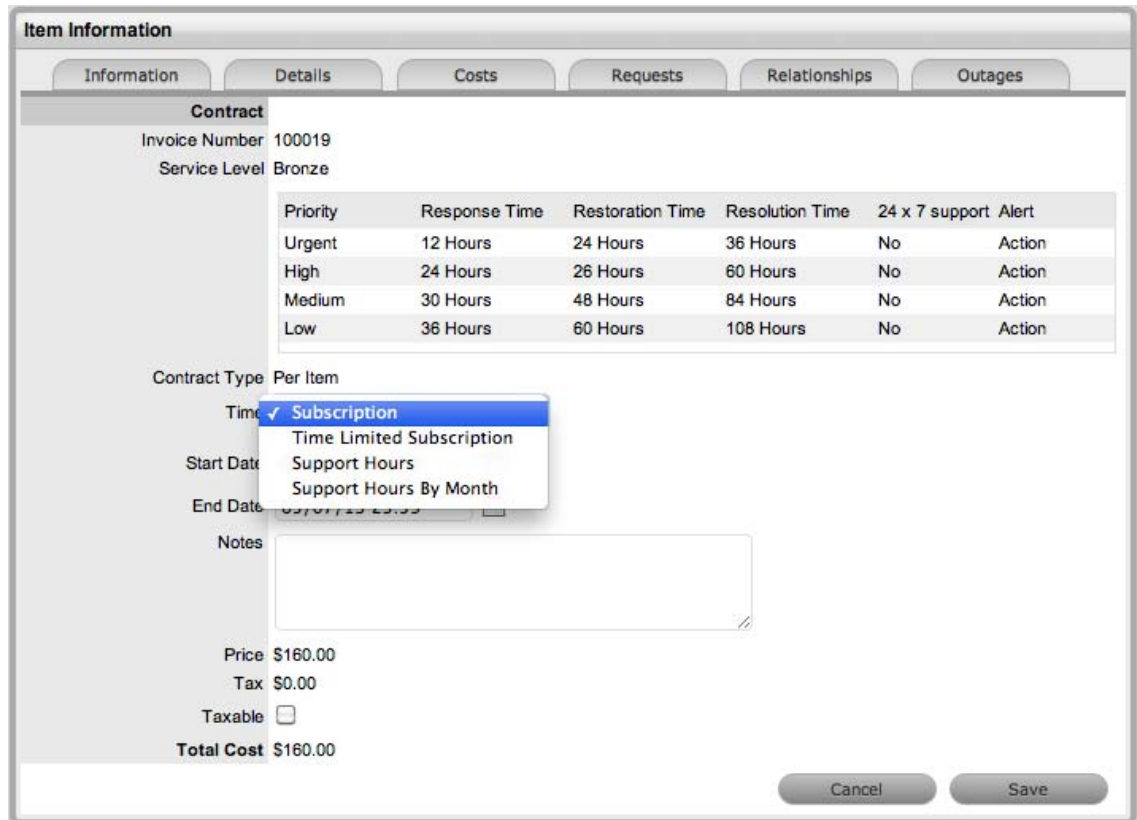 Item Information
Information Details Costs Requests Relationships Outages
Contract
Invoice Number 100019
Service Level Bronze
Priority Response Time Restoration Time Resolution Time 24 x 7 support Alert
Urgent 12 Hours 24 Hours 36 Hours No Action
High 24 Hours 26 Hours 60 Hours No Action
Medium 30 Hours 48 Hours 84 Hours No Action
Low 36 Hours 60 Hours 108 Hours No Action
Contract Type Per Item
Time ✓ Subscription
Time Limited Subscription
Start Date Support Hours
Support Hours By Month
End Date
Notes
Price $160.00
Tax $0.00
Taxable
Total Cost $160.00
Cancel Save